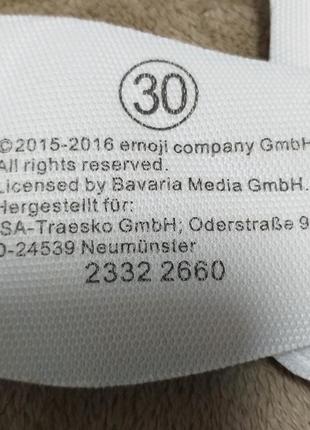 30
©2015-2016 emoji company GmbH
All rights reserved.
Licensed by Bavaria Media GmbH.
Hergestellt für:
SA-Traesko GmbH; Oderstraße 9
D-24539 Neumünster
2332 2660